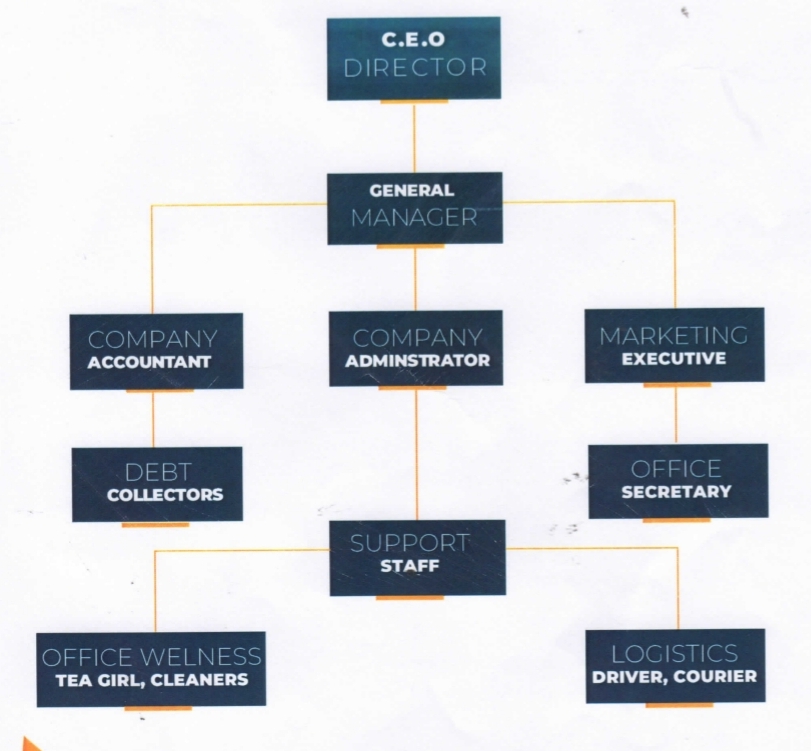 C.E.O
DIRECTOR
GENERAL
MANAGER
COMPANY
ACCOUNTANT
COMPANY
ADMINSTRATOR
MARKETING
EXECUTIVE
DEBT
COLLECTORS
OFFICE
SECRETARY
SUPPORT
STAFF
OFFICE WELNESS
TEA GIRL, CLEANERS
LOGISTICS
DRIVER, COURIER